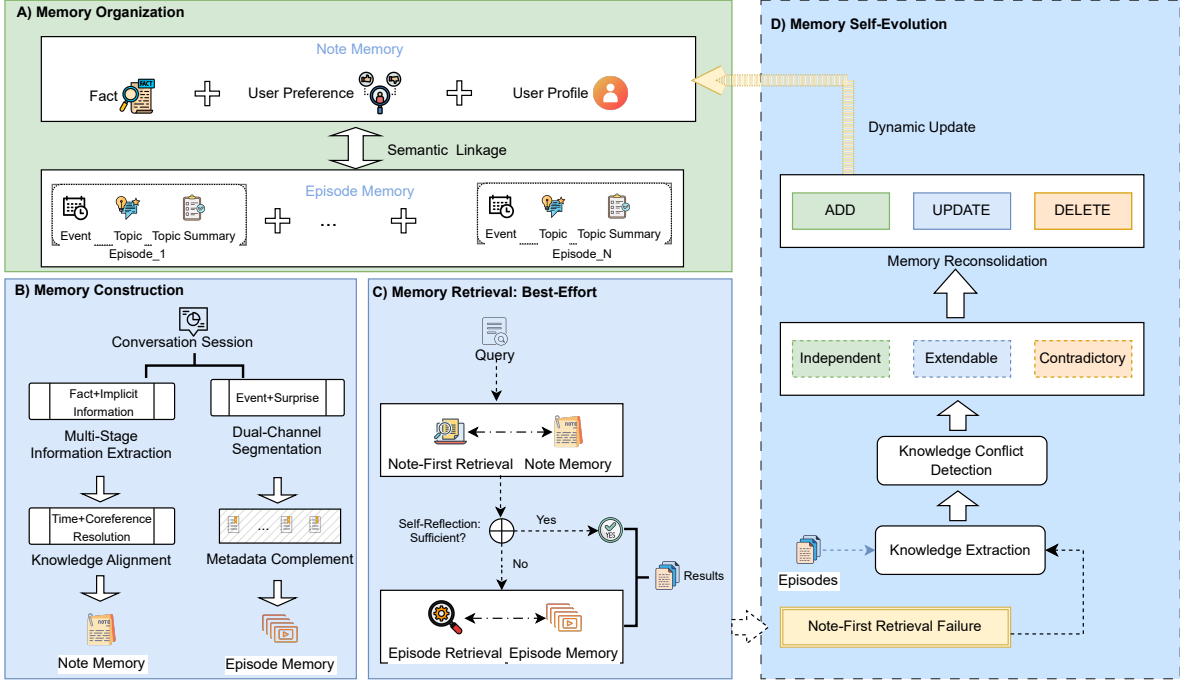 A) Memory Organization
Note Memory
FACT
Fact
User Preference
User Profile
Semantic Linkage
Episode Memory
Event
Topic
Topic Summary
Episode_1
...
Event
Topic
Topic Summary
Episode_N
B) Memory Construction
Conversation Session
Fact+Implicit
Information
Multi-Stage
Information Extraction
Event+Surprise
Dual-Channel
Segmentation
Time+Coreference
Resolution
Knowledge Alignment
...
Metadata Complement
NOTE
Note Memory
Episode Memory
C) Memory Retrieval: Best-Effort
Query
NOTE
Note-First Retrieval
Note Memory
Self-Reflection:
Sufficient?
Yes
YES
No
Results
Episode Retrieval
Episode Memory
D) Memory Self-Evolution
Dynamic Update
ADD
UPDATE
DELETE
Memory Reconsolidation
Independent
Extendable
Contradictory
Knowledge Conflict
Detection
Knowledge Extraction
Episodes
Note-First Retrieval Failure